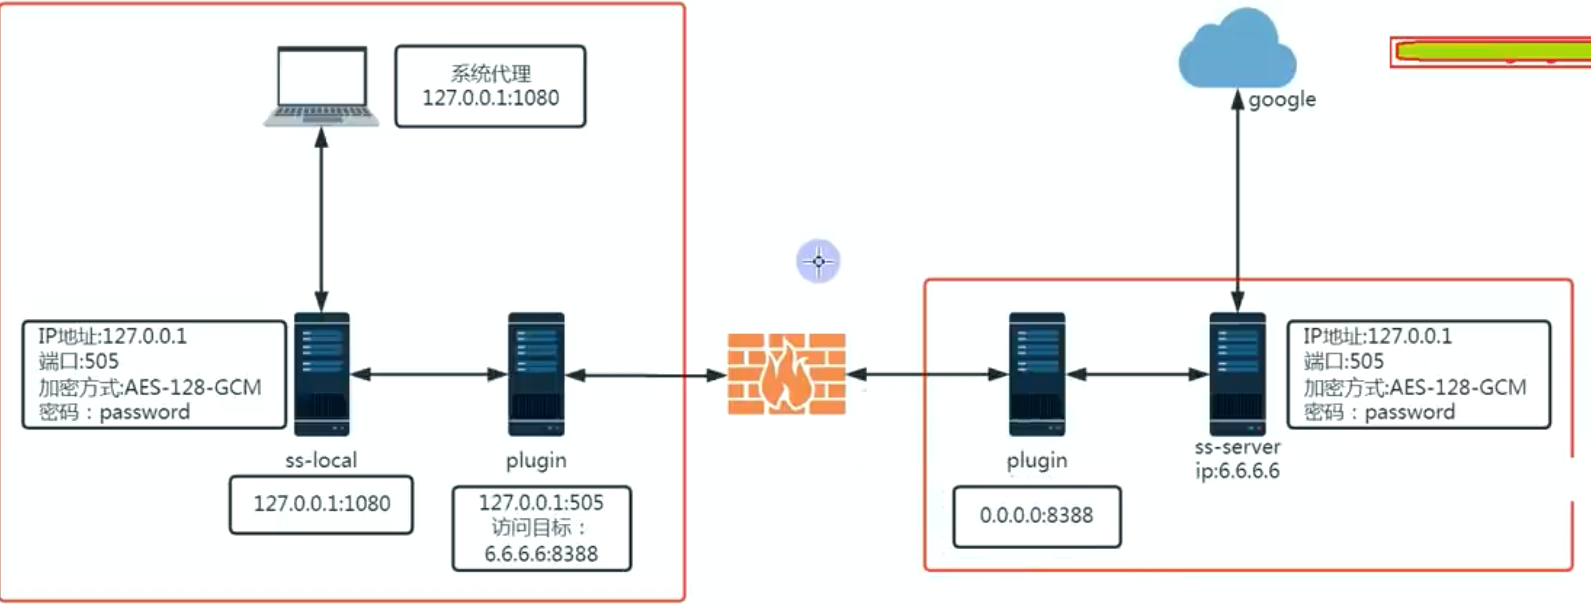 系统代理
127.0.0.1:1080
google
IP地址:127.0.0.1
端口:505
加密方式:AES-128-GCM
密码：password
ss-local
127.0.0.1:1080
plugin
127.0.0.1:505
访问目标：
6.6.6.6:8388
plugin
0.0.0.0:8388
ss-server
ip:6.6.6.6
IP地址:127.0.0.1
端口:505
加密方式:AES-128-GCM
密码：password